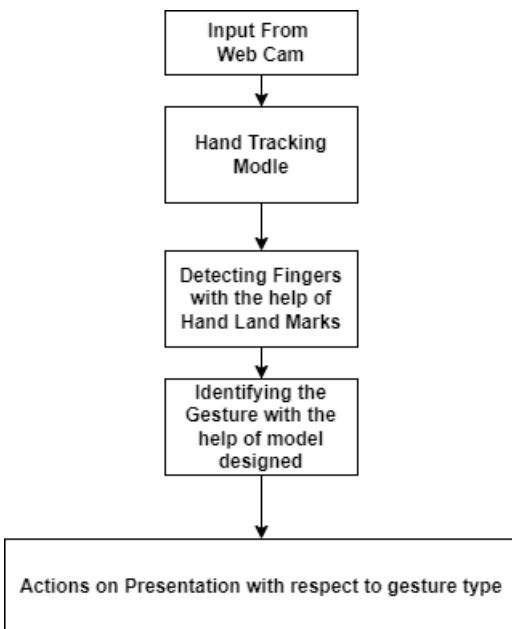 Input From
Web Cam
Hand Tracking
Modle
Detecting Fingers
with the help of
Hand Land Marks
Identifying the
Gesture with the
help of model
designed
Actions on Presentation with respect to gesture type